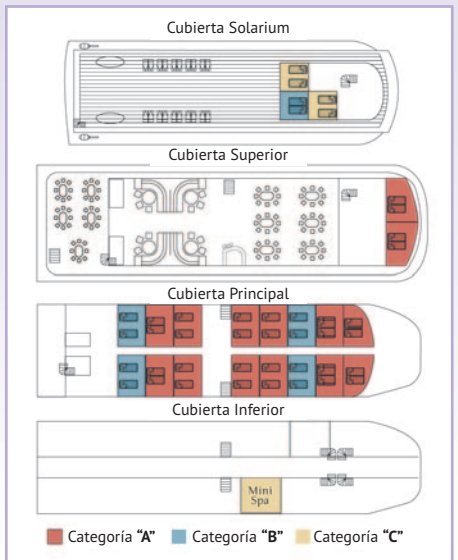 Cubierta Solarium
Cubierta Superior
Cubierta Principal
Cubierta Inferior
Mini
Spa
Categoría “A” Categoría “B” Categoría “C”